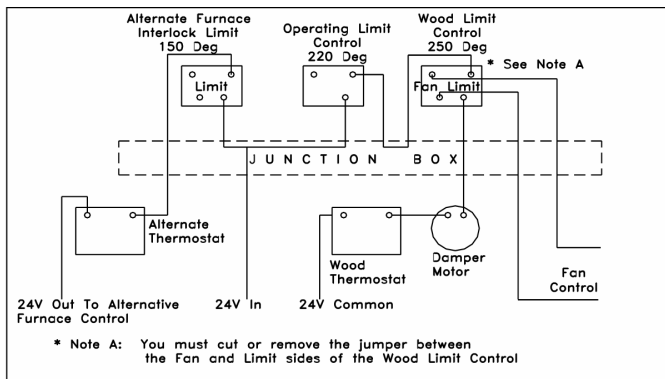 Alternate Furnace
Interlock Limit
150 Deg
Operating Limit
Control
220 Deg
Wood Limit
Control
250 Deg
* See Note A
Limit
Fan Limit
JUNCTION BOX
Alternate
Thermostat
Wood
Thermostat
Damper
Motor
Fan
Control
24V Out To Alternative
Furnace Control
24V In
24V Common
* Note A: You must cut or remove the jumper between
the Fan and Limit sides of the Wood Limit Control